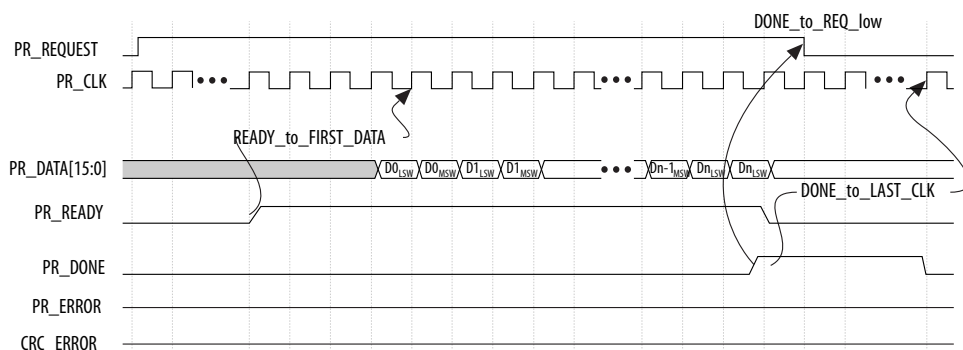 DONE_to_REQ_low
PR_REQUEST
PR_CLK
READY_to_FIRST_DATA
PR_DATA[15:0] D0LSW D0MSW D1LSW D1MSW Dn-1MSW DnLSW DnLSW
DONE_to_LAST_CLK
PR_READY
PR_DONE
PR_ERROR
CRC_ERROR